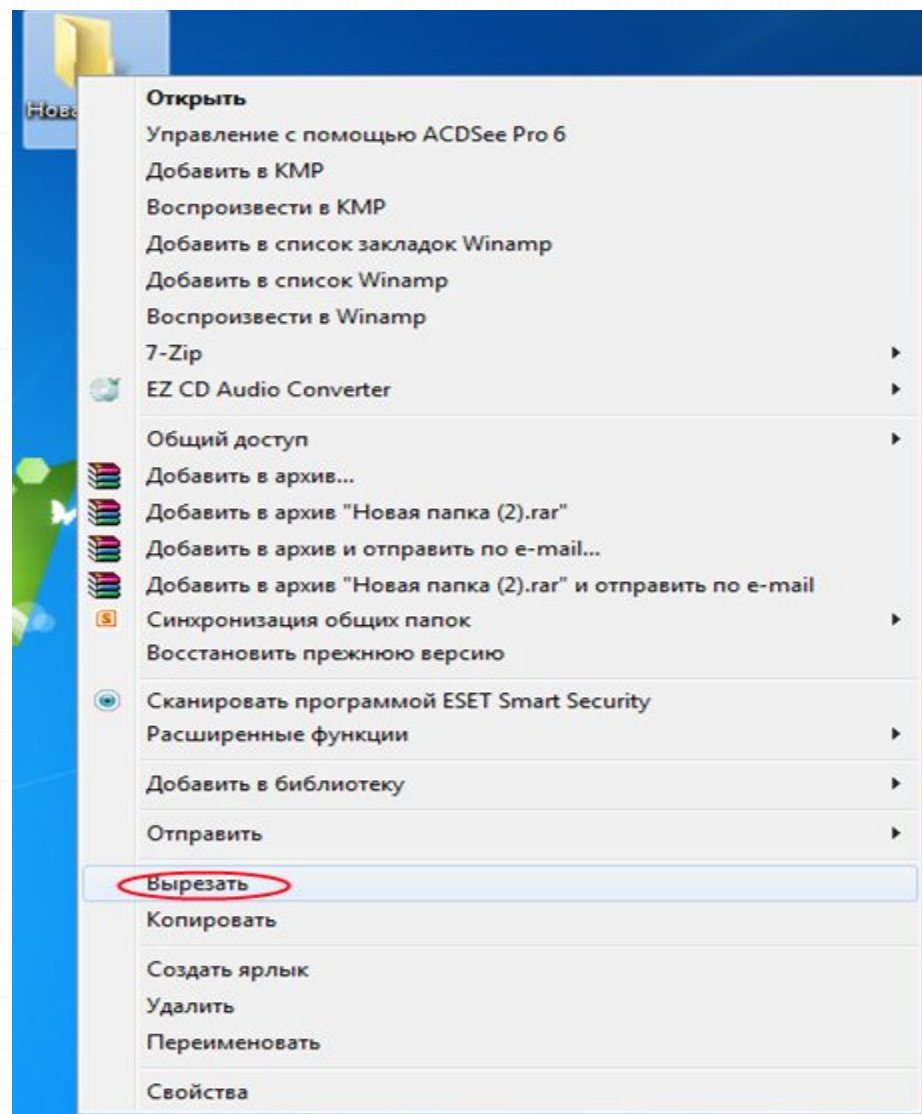 Открыть
Управление с помощью ACDSee Pro 6
Добавить в KMP
Воспроизвести в KMP
Добавить в список закладок Winamp
Добавить в список Winamp
Воспроизвести в Winamp
7-Zip
EZ CD Audio Converter
Общий доступ
Добавить в архив...
Добавить в архив "Новая папка (2).rar"
Добавить в архив и отправить по e-mail...
Добавить в архив "Новая папка (2).rar" и отправить по e-mail
Синхронизация общих папок
Восстановить прежнюю версию
Сканировать программой ESET Smart Security
Расширенные функции
Добавить в библиотеку
Отправить
Вырезать
Копировать
Создать ярлык
Удалить
Переименовать
Свойства